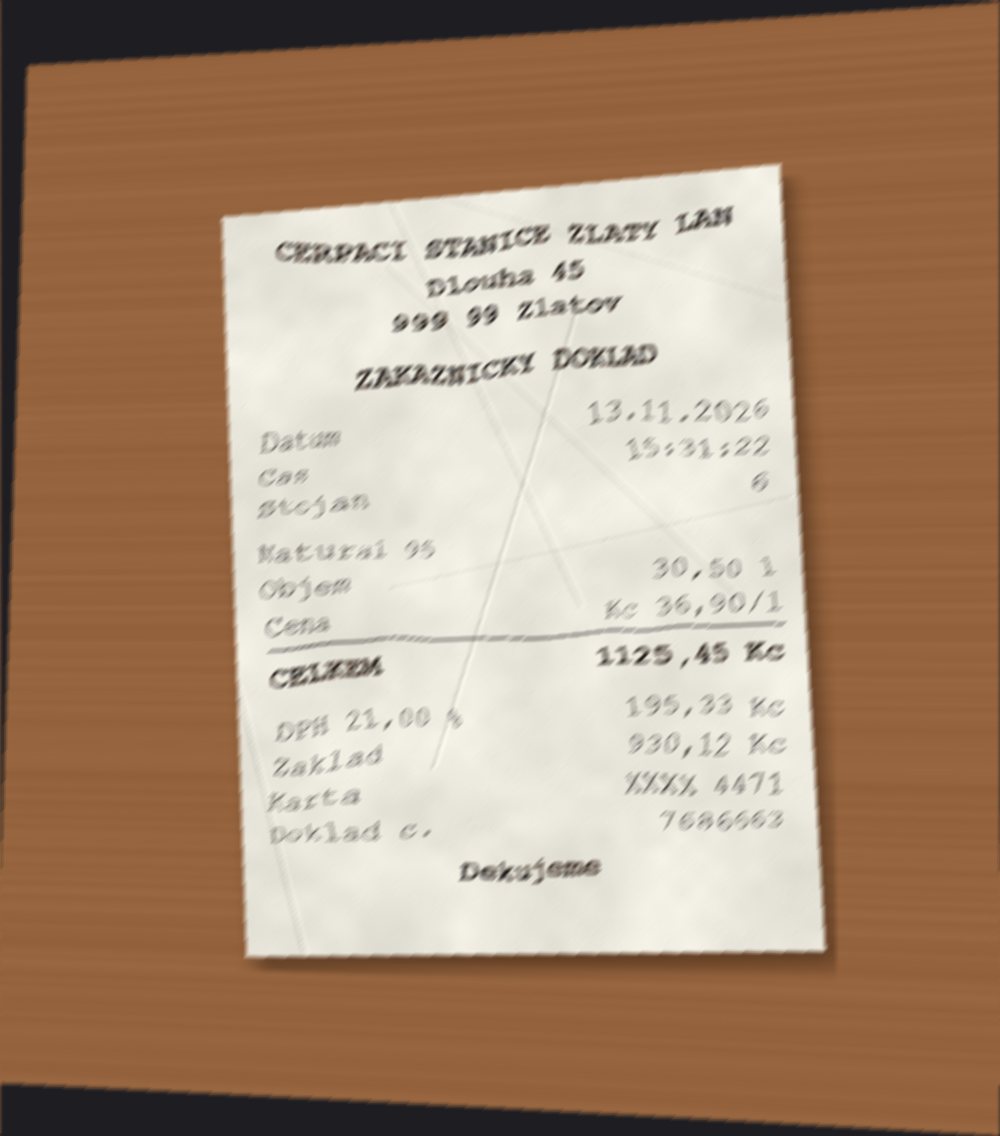 CERPACI STANICE ZLATY LAN
Dlouha 45
999 99 Zlatov
ZAKAZNICKY DOKLAD
Datum 13.11.2026
Cas 15:31:22
Stojan 6
Natural 95
Objem 30,50 l
Cena Kc 36,90/l
CELKEM 1125,45 Kc
DPH 21,00 % 195,33 Kc
Zaklad 930,12 Kc
Karta XXXX 4471
Doklad c. 7686663
Dekujeme